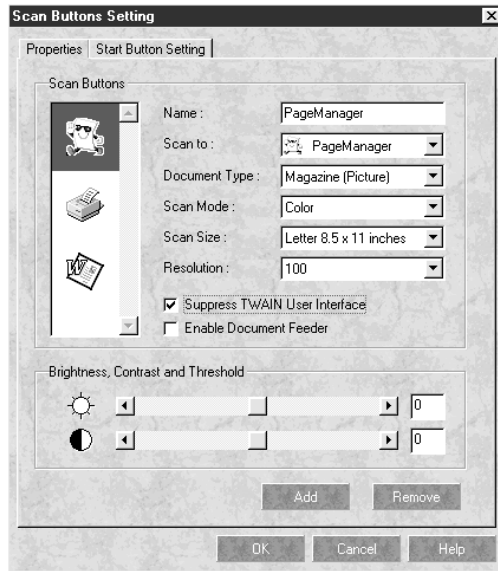 Scan Buttons Setting
Properties Start Button Setting
Scan Buttons
Name : PageManager
Scan to : PageManager
Document Type : Magazine (Picture)
Scan Mode : Color
Scan Size : Letter 8.5 x 11 inches
Resolution : 100
Suppress TWAIN User Interface
Enable Document Feeder
Brightness, Contrast and Threshold
0
0
Add Remove
OK Cancel Help